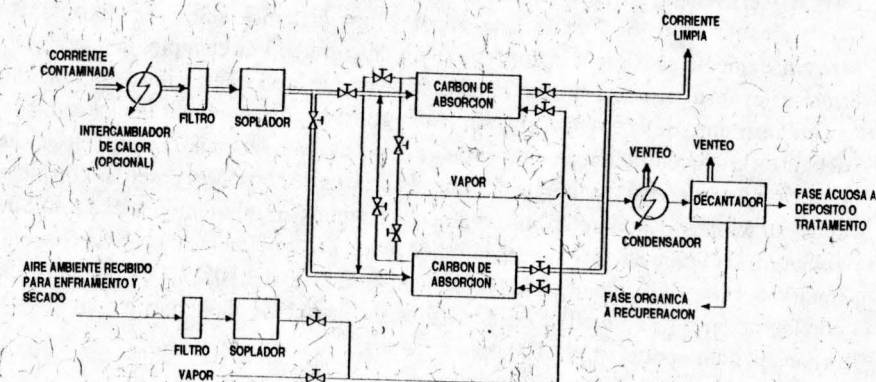 CORRIENTE
LIMPIA
CORRIENTE
CONTAMINADA
INTERCAMBIADOR
DE CALOR
(OPCIONAL)
FILTRO
SOPLADOR
CARBON DE
ABSORCION
VAPOR
VENTEO
CONDENSADOR
VENTEO
DECANTADOR
FASE ACUOSA A
DEPOSITO O
TRATAMIENTO
CARBON DE
ABSORCION
FASE ORGANICA
A RECUPERACION
AIRE AMBIENTE RECIBIDO
PARA ENFRIAMIENTO Y
SECADO
FILTRO
SOPLADOR
VAPOR